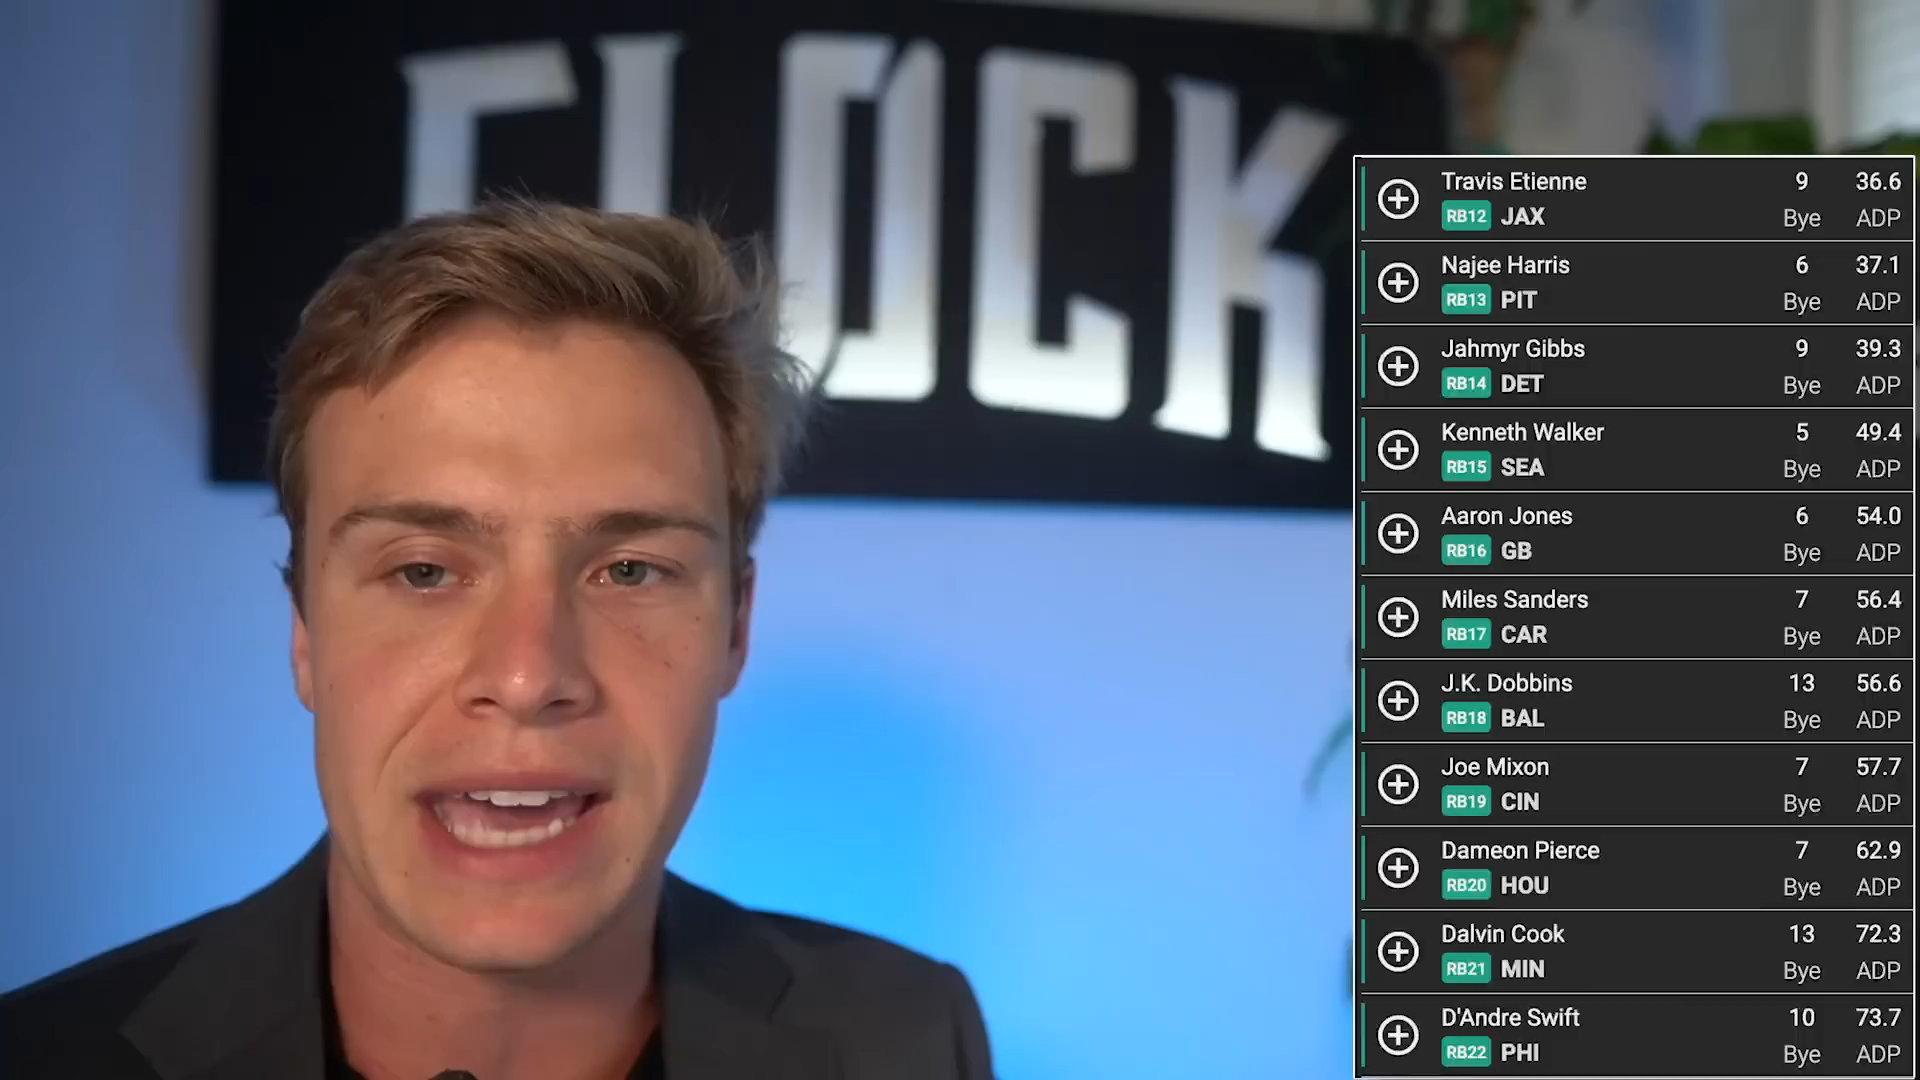 FLOCK
Travis Etienne 9 36.6
RB12 JAX Bye ADP
Najee Harris 6 37.1
RB13 PIT Bye ADP
Jahmyr Gibbs 9 39.3
RB14 DET Bye ADP
Kenneth Walker 5 49.4
RB15 SEA Bye ADP
Aaron Jones 6 54.0
RB16 GB Bye ADP
Miles Sanders 7 56.4
RB17 CAR Bye ADP
J.K. Dobbins 13 56.6
RB18 BAL Bye ADP
Joe Mixon 7 57.7
RB19 CIN Bye ADP
Dameon Pierce 7 62.9
RB20 HOU Bye ADP
Dalvin Cook 13 72.3
RB21 MIN Bye ADP
D'Andre Swift 10 73.7
RB22 PHI Bye ADP